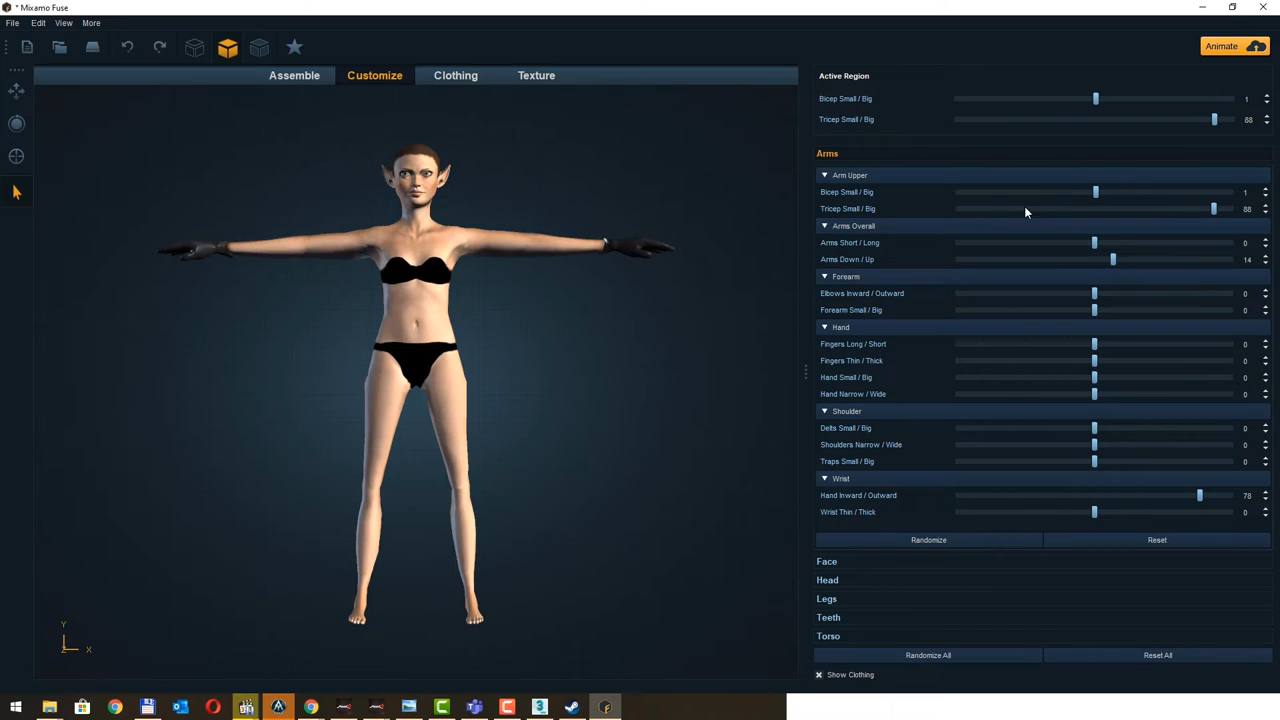 * Mixamo Fuse
File Edit View More
Animate
Assemble Customize Clothing Texture
Active Region
Bicep Small / Big 1
Tricep Small / Big 88
Arms
Arm Upper
Bicep Small / Big 1
Tricep Small / Big 88
Arms Overall
Arms Short / Long 0
Arms Down / Up 14
Forearm
Elbows Inward / Outward 0
Forearm Small / Big 0
Hand
Fingers Long / Short 0
Fingers Thin / Thick 0
Hand Small / Big 0
Hand Narrow / Wide 0
Shoulder
Delts Small / Big 0
Shoulders Narrow / Wide 0
Traps Small / Big 0
Wrist
Hand Inward / Outward 78
Wrist Thin / Thick 0
Randomize Reset
Face
Head
Legs
Teeth
Torso
Randomize All Reset All
Show Clothing
Y
Z X